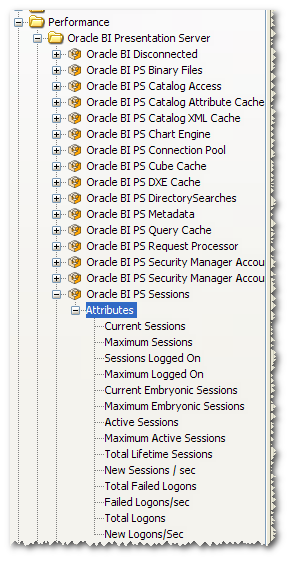 Performance
Oracle BI Presentation Server
Oracle BI Disconnected
Oracle BI PS Binary Files
Oracle BI PS Catalog Access
Oracle BI PS Catalog Attribute Cache
Oracle BI PS Catalog XML Cache
Oracle BI PS Chart Engine
Oracle BI PS Connection Pool
Oracle BI PS Cube Cache
Oracle BI PS DXE Cache
Oracle BI PS DirectorySearches
Oracle BI PS Metadata
Oracle BI PS Query Cache
Oracle BI PS Request Processor
Oracle BI PS Security Manager Accou
Oracle BI PS Security Manager Accou
Oracle BI PS Sessions
Attributes
Current Sessions
Maximum Sessions
Sessions Logged On
Maximum Logged On
Current Embryonic Sessions
Maximum Embryonic Sessions
Active Sessions
Maximum Active Sessions
Total Lifetime Sessions
New Sessions / sec
Total Failed Logons
Failed Logons/sec
Total Logons
New Logons/Sec